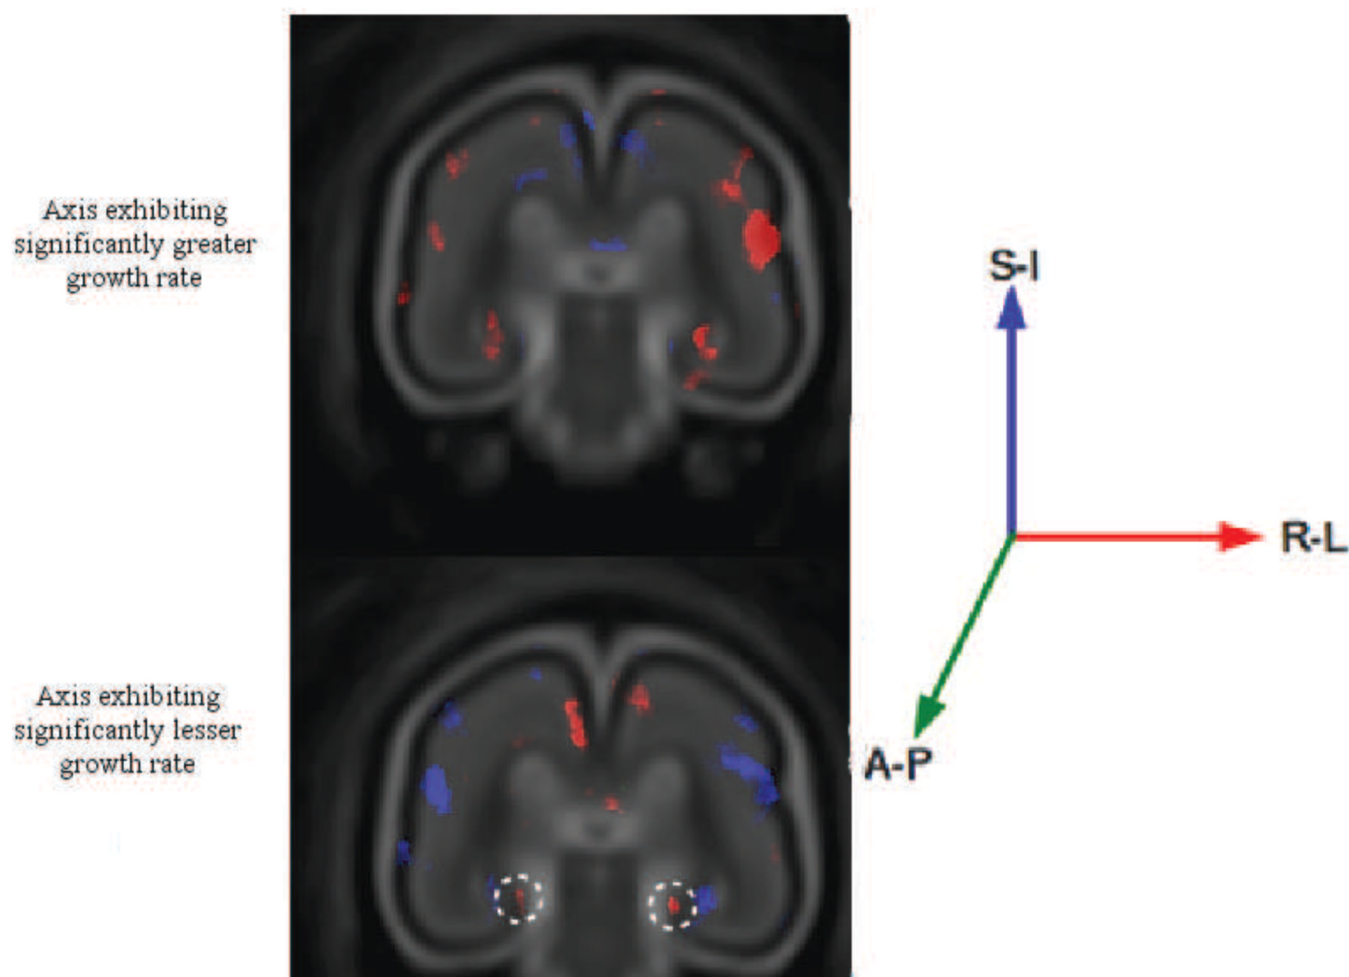 Axis exhibiting
significantly greater
growth rate
S-I
R-L
Axis exhibiting
significantly lesser
growth rate
A-P